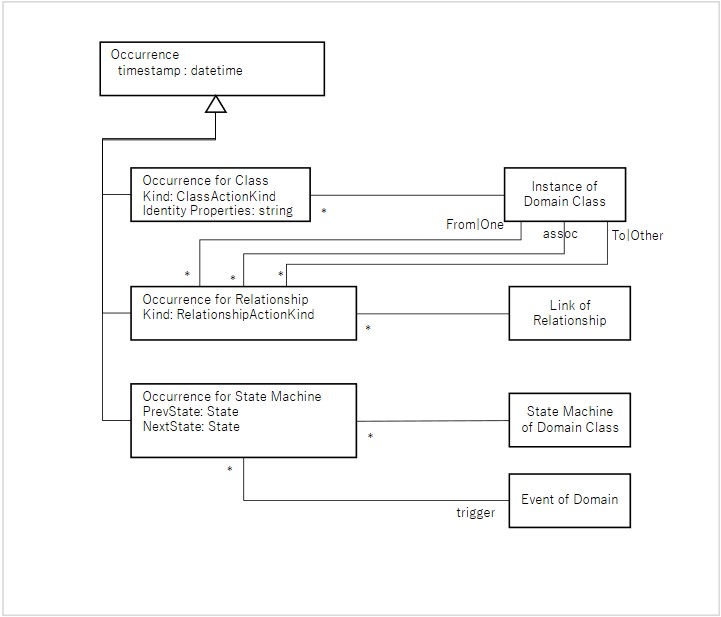 Occurrence
timestamp : datetime
Occurrence for Class
Kind: ClassActionKind
Identity Properties: string
*
Instance of
Domain Class
From|One
assoc
To|Other
*
*
*
Occurrence for Relationship
Kind: RelationshipActionKind
*
Link of
Relationship
Occurrence for State Machine
PrevState: State
NextState: State
*
State Machine
of Domain Class
*
trigger
Event of Domain